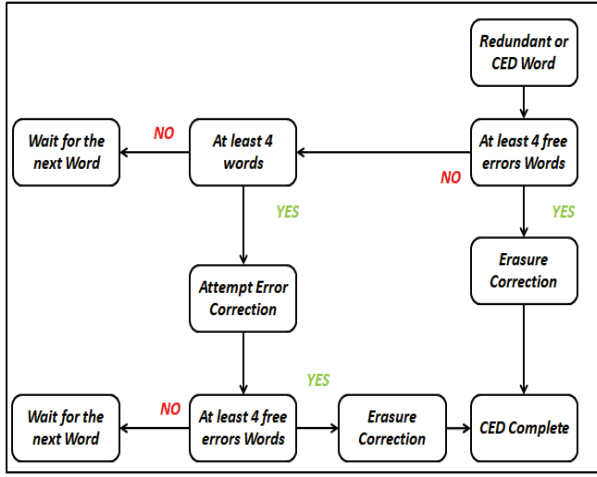 Redundant or
CED Word
Wait for the
next Word
NO
At least 4
words
NO
At least 4 free
errors Words
YES
YES
Attempt Error
Correction
Erasure
Correction
Wait for the
next Word
NO
At least 4 free
errors Words
YES
Erasure
Correction
CED Complete